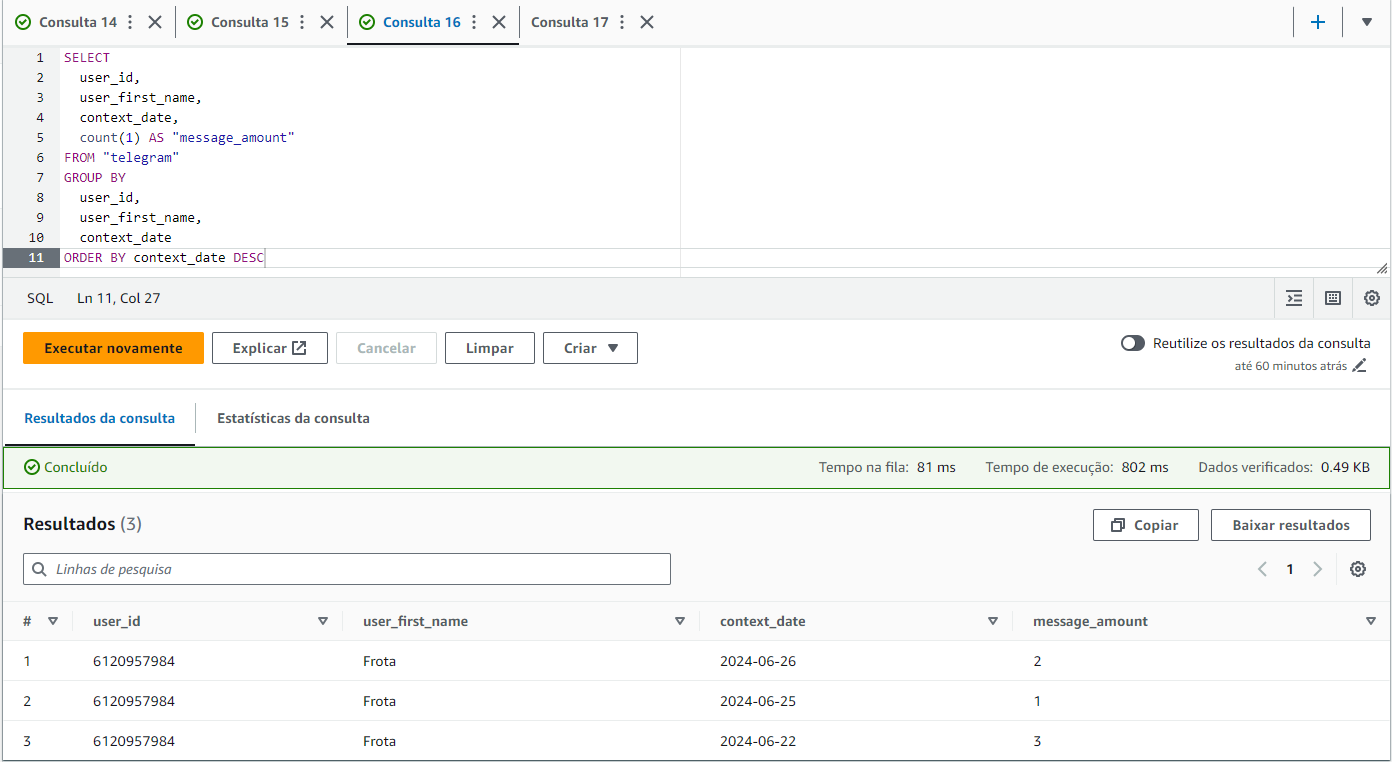 Consulta 14 Consulta 15 Consulta 16 Consulta 17
1 SELECT
2 user_id,
3 user_first_name,
4 context_date,
5 count(1) AS "message_amount"
6 FROM "telegram"
7 GROUP BY
8 user_id,
9 user_first_name,
10 context_date
11 ORDER BY context_date DESC
SQL Ln 11, Col 27
Executar novamente Explicar Cancelar Limpar Criar Reutilize os resultados da consulta
até 60 minutos atrás
Resultados da consulta Estatísticas da consulta
Concluído Tempo na fila: 81 ms Tempo de execução: 802 ms Dados verificados: 0.49 KB
Resultados (3) Copiar Baixar resultados
Linhas de pesquisa 1
# user_id user_first_name context_date message_amount
1 6120957984 Frota 2024-06-26 2
2 6120957984 Frota 2024-06-25 1
3 6120957984 Frota 2024-06-22 3